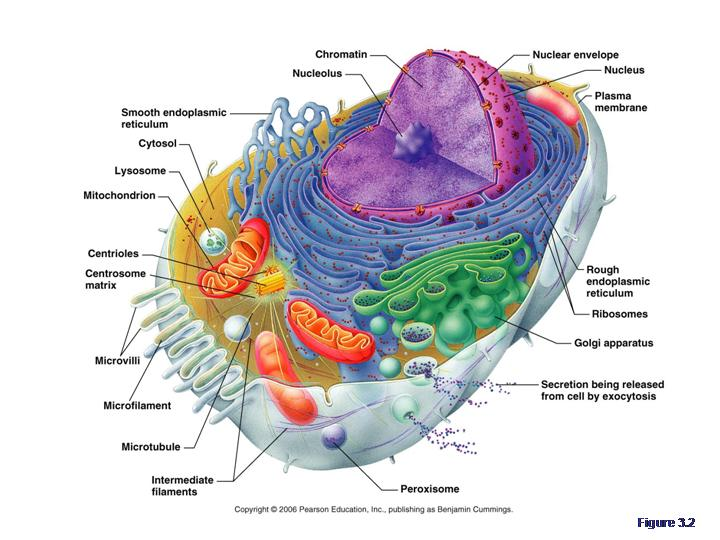 Chromatin
Nucleolus
Smooth endoplasmic
reticulum
Cytosol
Lysosome
Mitochondrion
Centrioles
Centrosome
matrix
Microvilli
Microfilament
Microtubule
Intermediate
filaments
Nuclear envelope
Nucleus
Plasma
membrane
Rough
endoplasmic
reticulum
Ribosomes
Golgi apparatus
Secretion being released
from cell by exocytosis
Peroxisome
Copyright © 2006 Pearson Education, Inc., publishing as Benjamin Cummings.
Figure 3.2